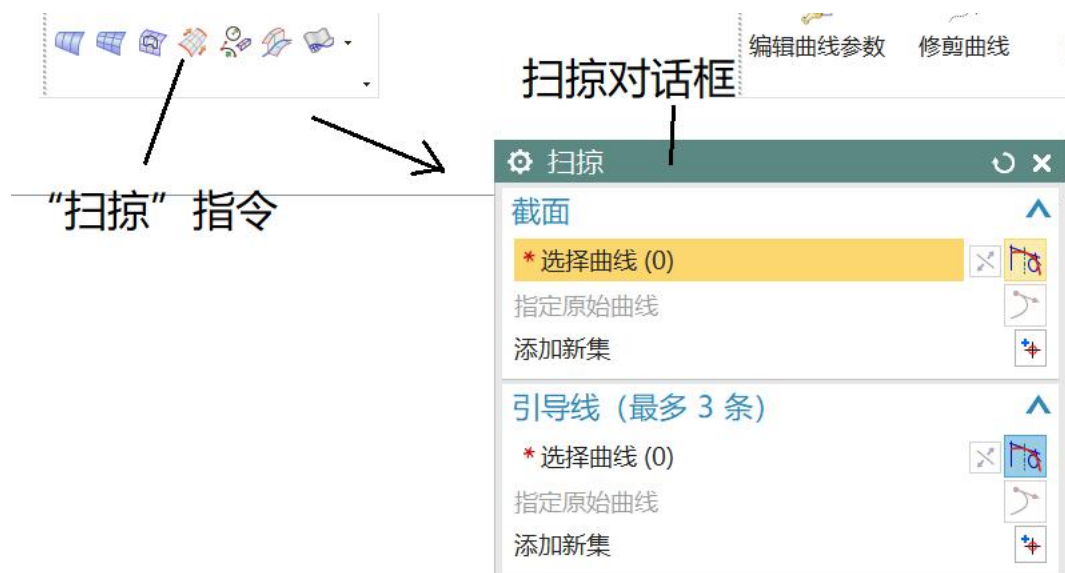 编辑曲线参数 修剪曲线
扫掠对话框
扫掠
“扫掠”指令
截面
* 选择曲线 (0)
指定原始曲线
添加新集
引导线（最多 3 条）
* 选择曲线 (0)
指定原始曲线
添加新集